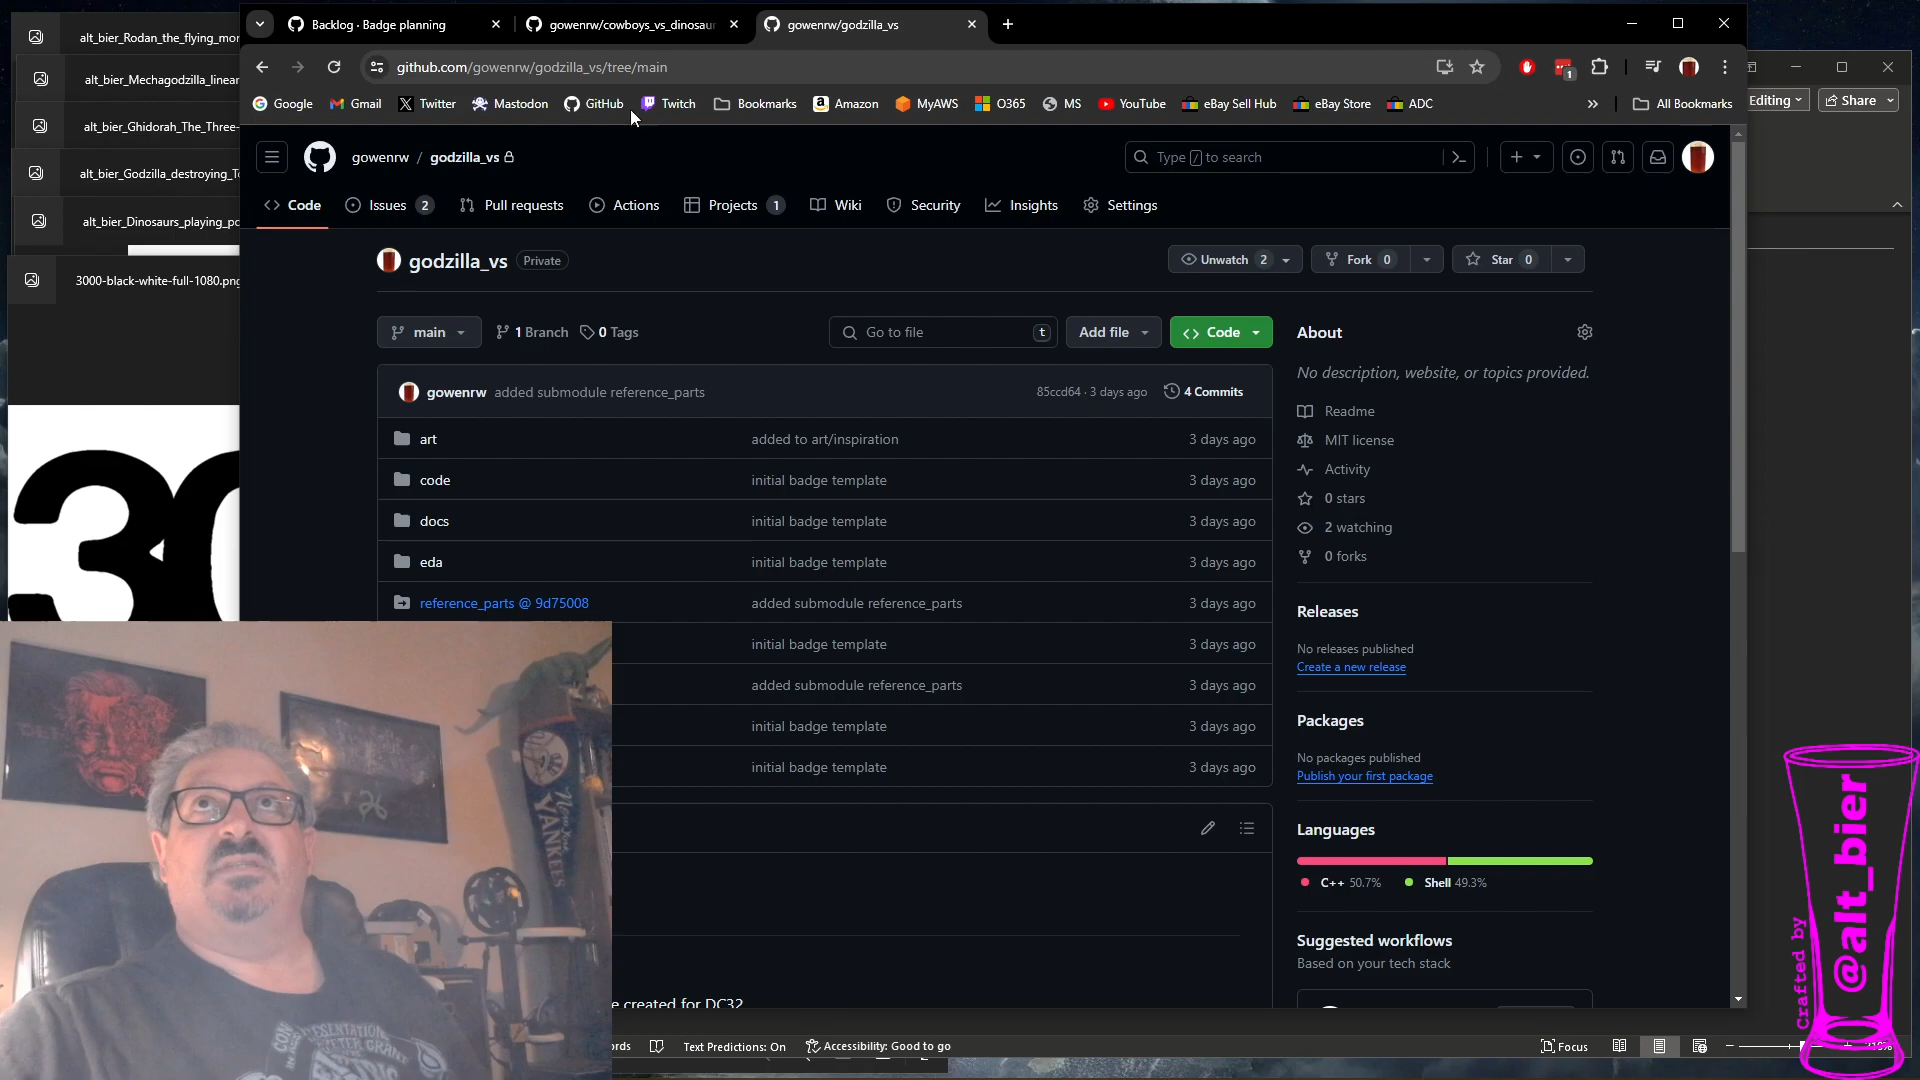 alt_bier_Rodan_the_flying_mor
alt_bier_Mechagodzilla_linear
alt_bier_Ghidorah_The_Three-
alt_bier_Godzilla_destroying_To
alt_bier_Dinosaurs_playing_po
3000-black-white-full-1080.png
30
Backlog · Badge planning
gowenrw/cowboys_vs_dinosaur
gowenrw/godzilla_vs
github.com/gowenrw/godzilla_vs/tree/main
1
Google
Gmail
Twitter
Mastodon
GitHub
Twitch
Bookmarks
Amazon
MyAWS
O365
MS
YouTube
eBay Sell Hub
eBay Store
ADC
»
All Bookmarks
Editing
Share
gowenrw / godzilla_vs
Type / to search
Code
Issues 2
Pull requests
Actions
Projects 1
Wiki
Security
Insights
Settings
godzilla_vs Private
Unwatch 2
Fork 0
Star 0
main
1 Branch
0 Tags
Go to file t
Add file
Code
gowenrw added submodule reference_parts 85ccd64 · 3 days ago 4 Commits
art added to art/inspiration 3 days ago
code initial badge template 3 days ago
docs initial badge template 3 days ago
eda initial badge template 3 days ago
reference_parts @ 9d75008 added submodule reference_parts 3 days ago
initial badge template 3 days ago
added submodule reference_parts 3 days ago
initial badge template 3 days ago
initial badge template 3 days ago
e created for DC32
About
No description, website, or topics provided.
Readme
MIT license
Activity
0 stars
2 watching
0 forks
Releases
No releases published
Create a new release
Packages
No packages published
Publish your first package
Languages
C++ 50.7% Shell 49.3%
Suggested workflows
Based on your tech stack
New York
YANKEES
ords
Text Predictions: On
Accessibility: Good to go
Focus
Crafted by
@alt_bier